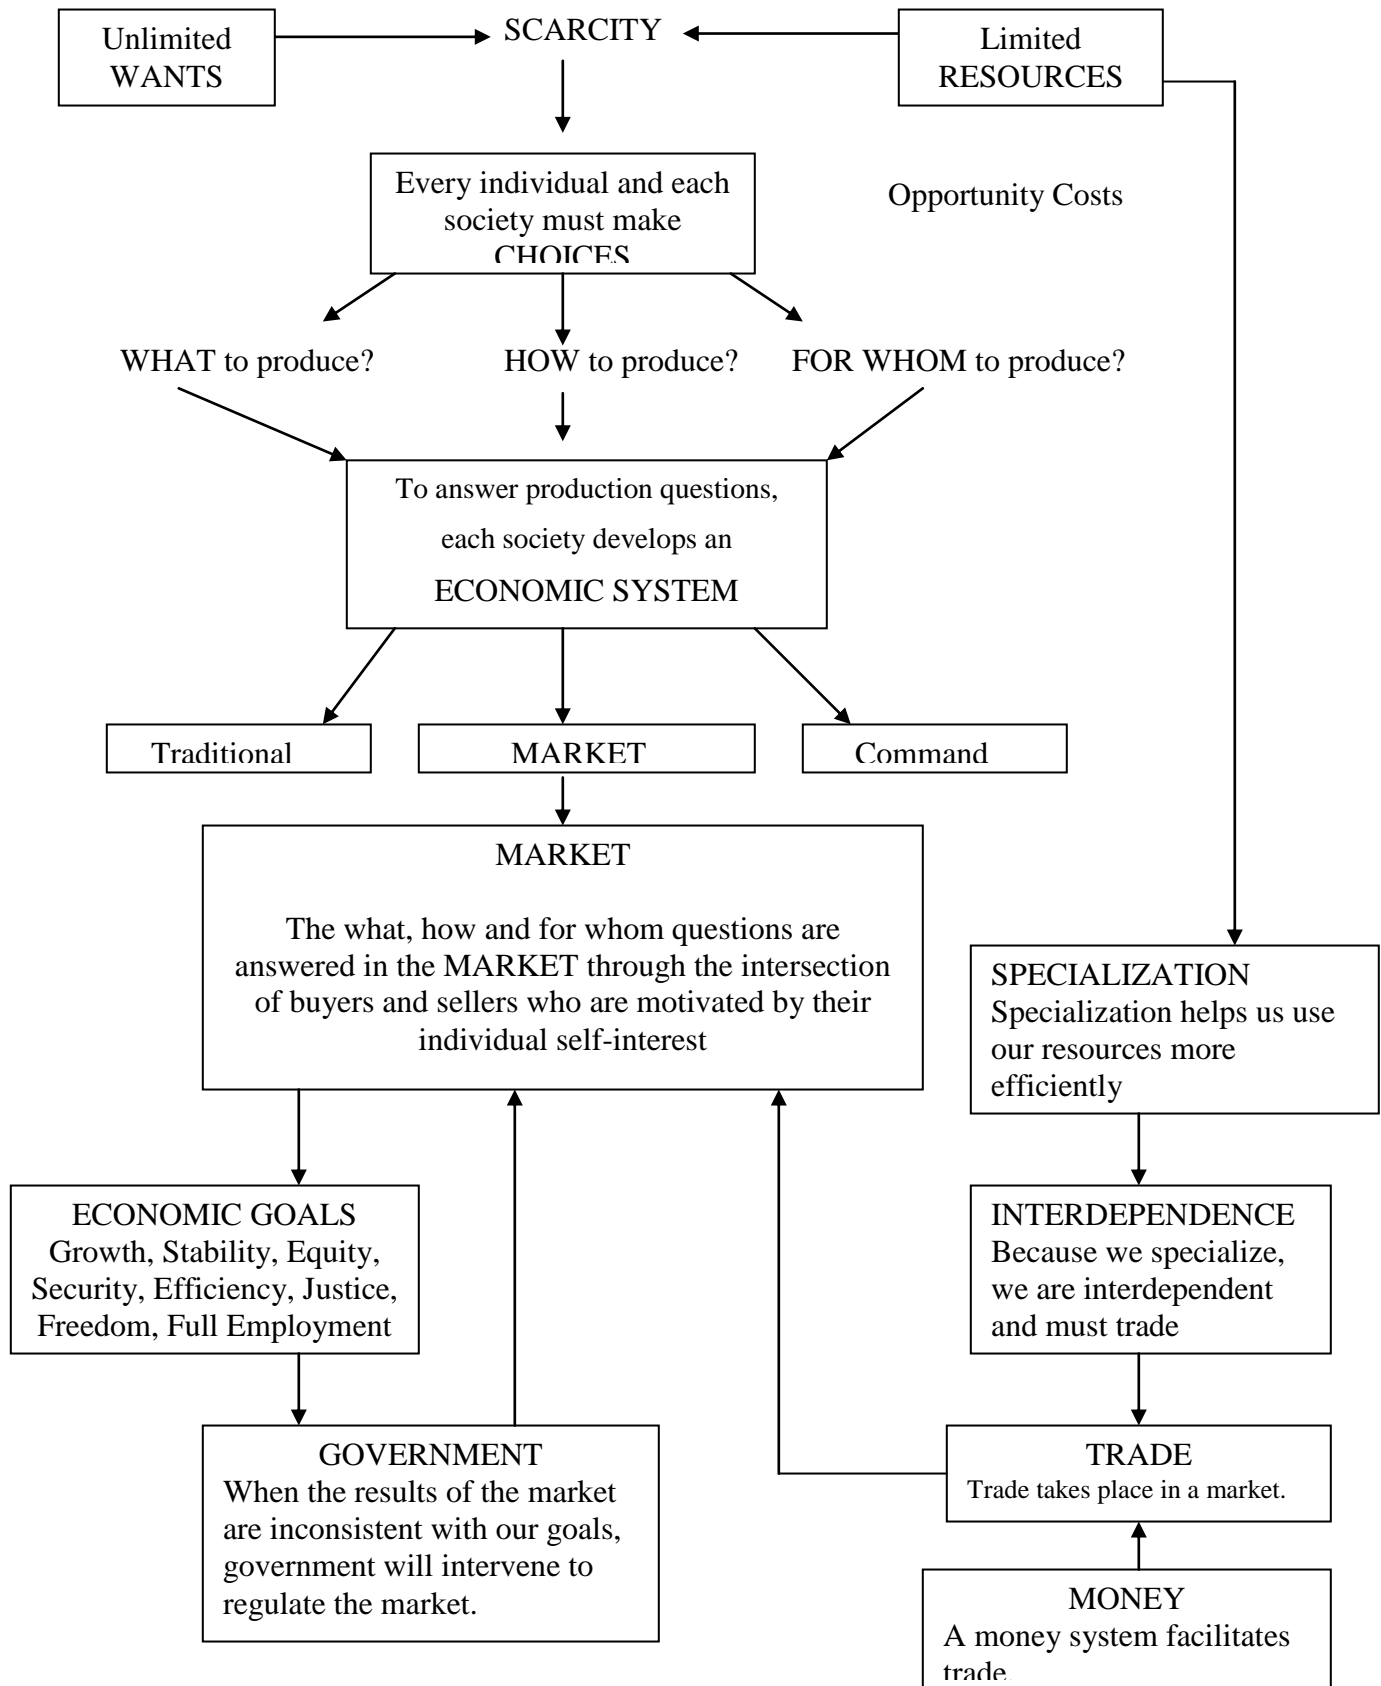 Unlimited
WANTS
SCARCITY
Limited
RESOURCES
Every individual and each
society must make
CHOICES
Opportunity Costs
WHAT to produce?
HOW to produce?
FOR WHOM to produce?
To answer production questions,
each society develops an
ECONOMIC SYSTEM
Traditional
MARKET
Command
MARKET
The what, how and for whom questions are
answered in the MARKET through the intersection
of buyers and sellers who are motivated by their
individual self-interest
SPECIALIZATION
Specialization helps us use
our resources more
efficiently
ECONOMIC GOALS
Growth, Stability, Equity,
Security, Efficiency, Justice,
Freedom, Full Employment
INTERDEPENDENCE
Because we specialize,
we are interdependent
and must trade
GOVERNMENT
When the results of the market
are inconsistent with our goals,
government will intervene to
regulate the market.
TRADE
Trade takes place in a market.
MONEY
A money system facilitates
trade.